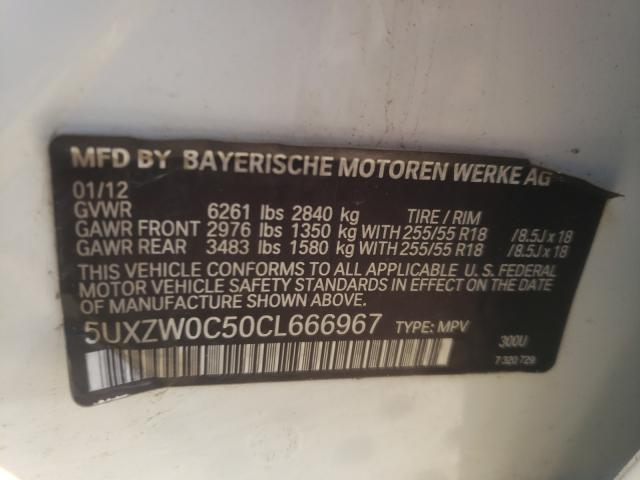 MFD BY BAYERISCHE MOTOREN WERKE AG
01/12
GVWR 6261 lbs 2840 kg TIRE / RIM
GAWR FRONT 2976 lbs 1350 kg WITH 255/55 R18 /8.5J x 18
GAWR REAR 3483 lbs 1580 kg WITH 255/55 R18 /8.5J x 18
THIS VEHICLE CONFORMS TO ALL APPLICABLE U. S. FEDERAL
MOTOR VEHICLE SAFETY STANDARDS IN EFFECT ON THE DATE
OF MANUFACTURE SHOWN ABOVE.
5UXZW0C50CL666967 TYPE: MPV 300U
7 320 729